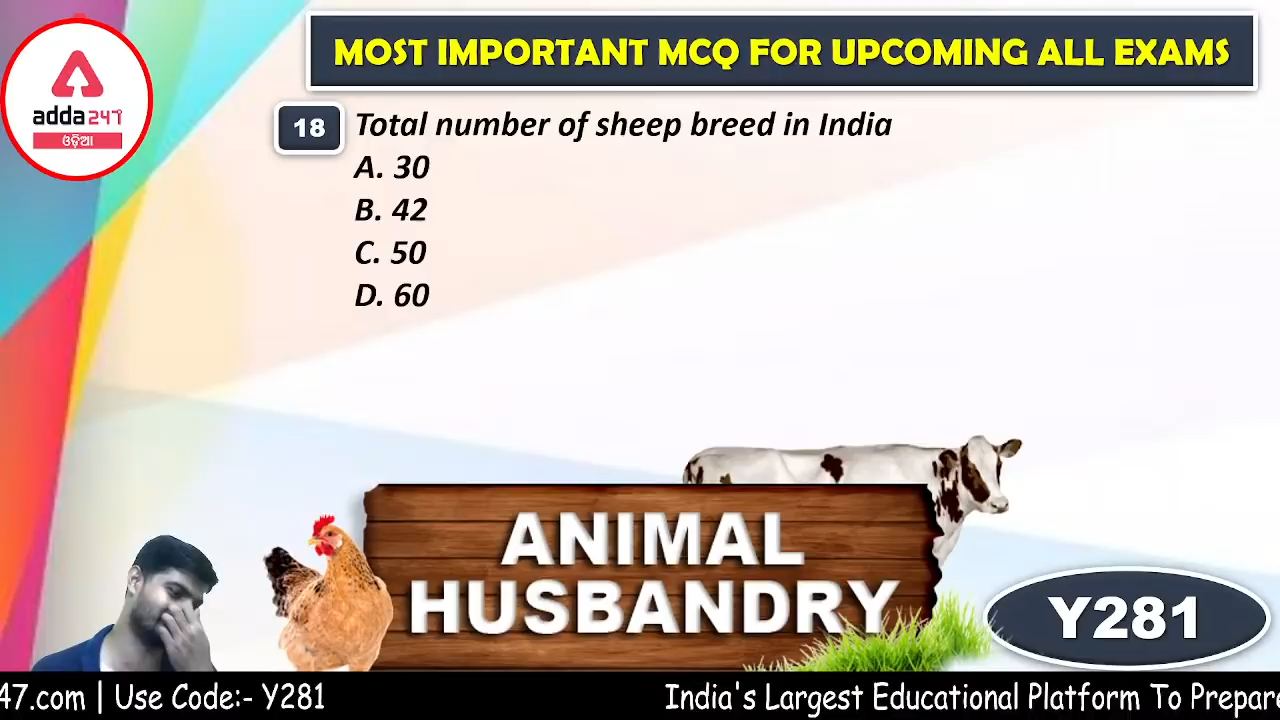 MOST IMPORTANT MCQ FOR UPCOMING ALL EXAMS
adda247
ଓଡ଼ିଆ
18 Total number of sheep breed in India
A. 30
B. 42
C. 50
D. 60
ANIMAL
HUSBANDRY
Y281
47.com | Use Code:- Y281 India's Largest Educational Platform To Prepare